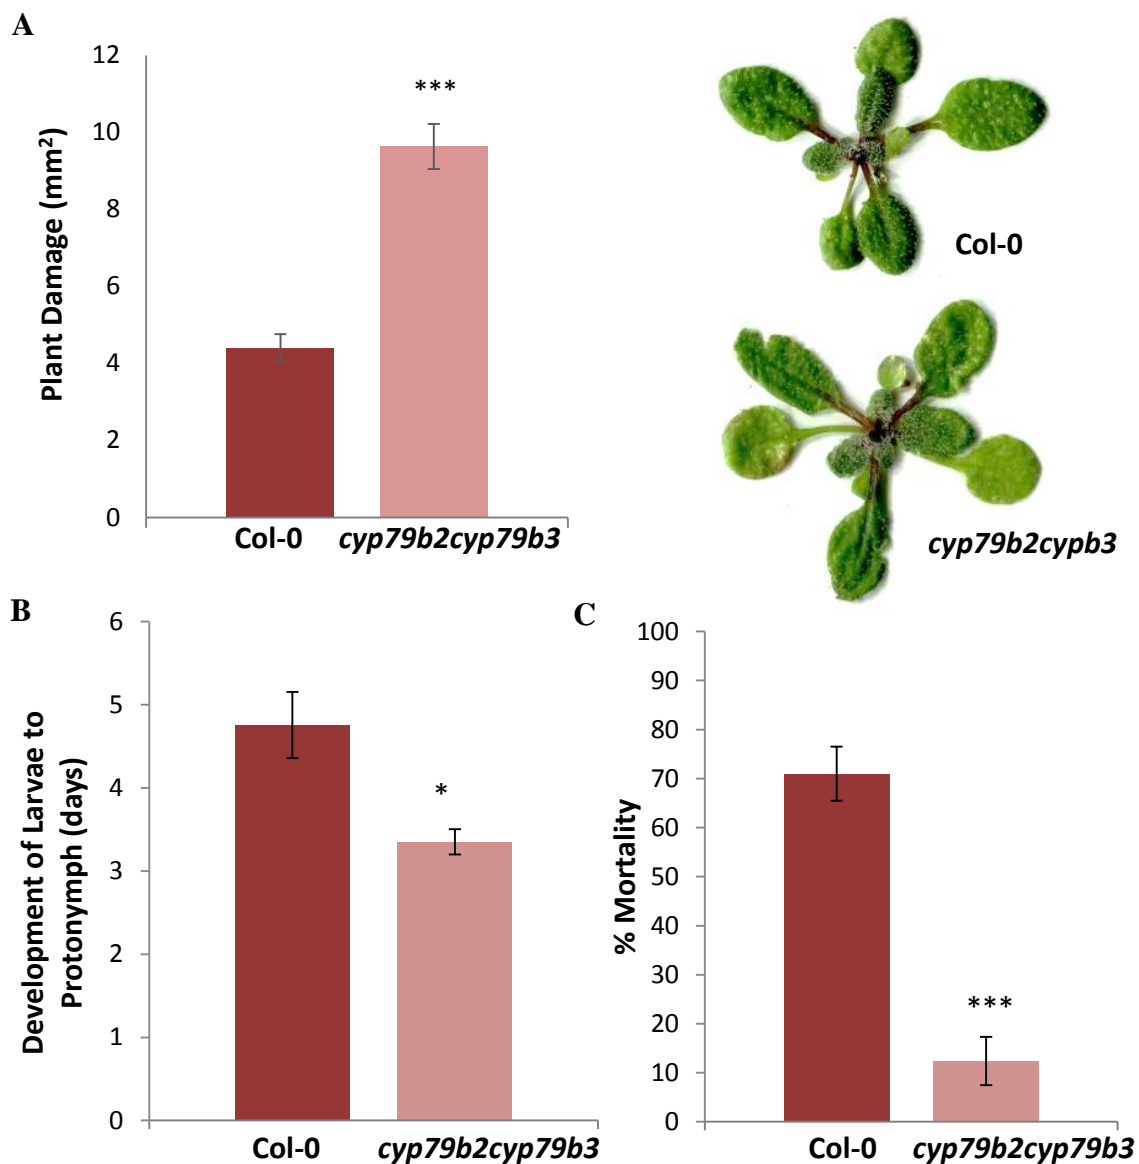 A
Plant Damage (mm²)
12
10
8
6
4
2
0
***
Col-0
cyp79b2cyp79b3
Col-0
cyp79b2cypb3
B
Development of Larvae to
Protonymph (days)
6
5
4
3
2
1
0
*
Col-0
cyp79b2cyp79b3
C
% Mortality
100
90
80
70
60
50
40
30
20
10
0
***
Col-0
cyp79b2cyp79b3